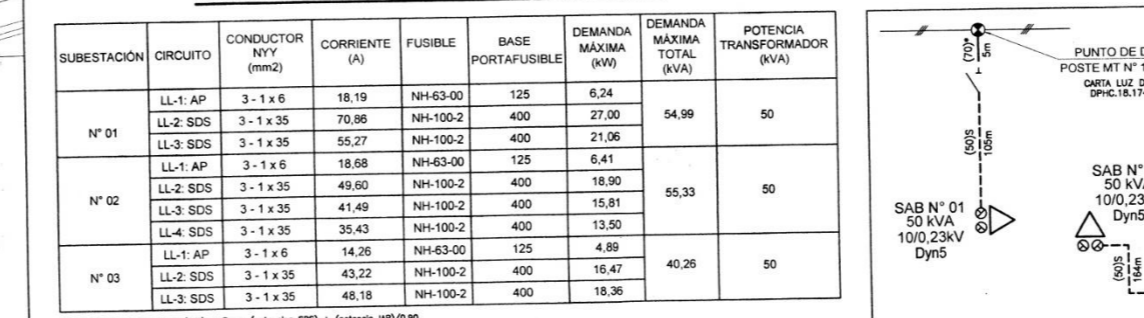 SUBESTACIÓN CIRCUITO CONDUCTOR NYY (mm2) CORRIENTE (A) FUSIBLE BASE PORTAFUSIBLE DEMANDA MÁXIMA (kW) DEMANDA MÁXIMA TOTAL (kVA) POTENCIA TRANSFORMADOR (kVA)
N° 01 LL-1: AP 3 - 1 x 6 18,19 NH-63-00 125 6,24 54,99 50
LL-2: SDS 3 - 1 x 35 70,86 NH-100-2 400 27,00
LL-3: SDS 3 - 1 x 35 55,27 NH-100-2 400 21,06
N° 02 LL-1: AP 3 - 1 x 6 18,68 NH-63-00 125 6,41 55,33 50
LL-2: SDS 3 - 1 x 35 49,60 NH-100-2 400 18,90
LL-3: SDS 3 - 1 x 35 41,49 NH-100-2 400 15,81
LL-4: SDS 3 - 1 x 35 35,43 NH-100-2 400 13,50
N° 03 LL-1: AP 3 - 1 x 6 14,26 NH-63-00 125 4,89 40,26 50
LL-2: SDS 3 - 1 x 35 43,22 NH-100-2 400 16,47
LL-3: SDS 3 - 1 x 35 48,18 NH-100-2 400 18,36
(70)*
5m
PUNTO DE
POSTE MT N° 1
CARTA LUZ D
DPHC.18.174
(50)S
105m
SAB N° 01
50 kVA
10/0,23kV
Dyn5
SAB N°
50 kV
10/0,23
Dyn5
(50)S
164m